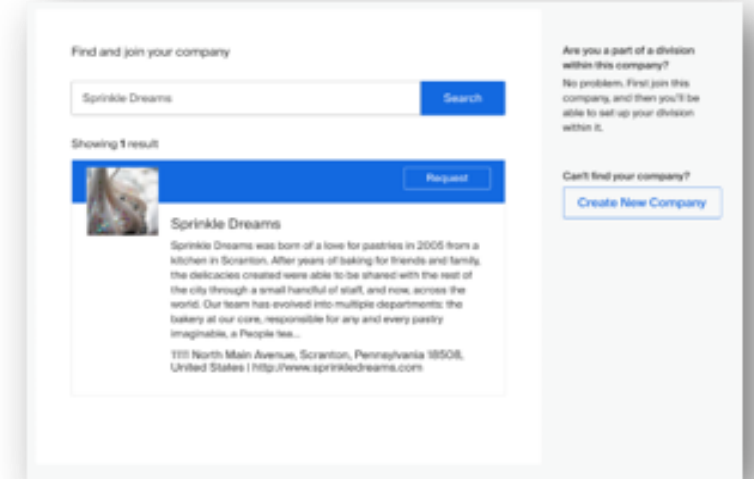 Find and join your company
Sprinkle Dreams
Search
Showing 1 result
Request
Sprinkle Dreams
Sprinkle Dreams was born of a love for pastries in 2005 from a
kitchen in Scranton. After years of baking for friends and family,
the delicacies created were able to be shared with the rest of
the city through a small handful of staff, and now, across the
world. Our team has evolved into multiple departments: the
bakery at our core, responsible for any and every pastry
imaginable, a People tea...
1111 North Main Avenue, Scranton, Pennsylvania 18508,
United States | http://www.sprinkledreams.com
Are you a part of a division
within this company?
No problem. First join this
company, and then you'll be
able to set up your division
within it.
Can't find your company?
Create New Company